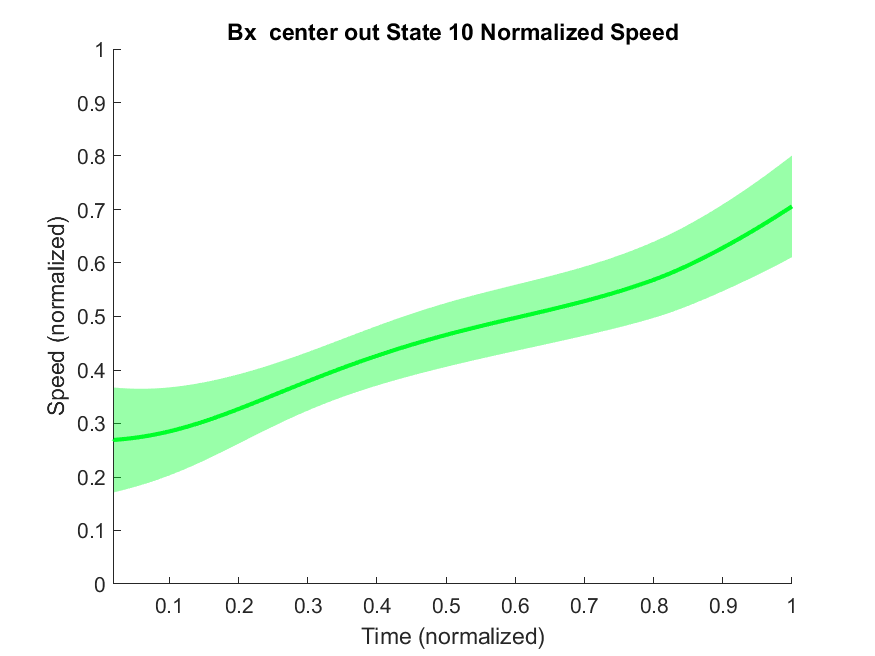 Bx  center out State 10 Normalized Speed
1
0.9
0.8
0.7
0.6
0.5
0.4
0.3
0.2
0.1
0
Speed (normalized)
0.1 0.2 0.3 0.4 0.5 0.6 0.7 0.8 0.9 1
Time (normalized)